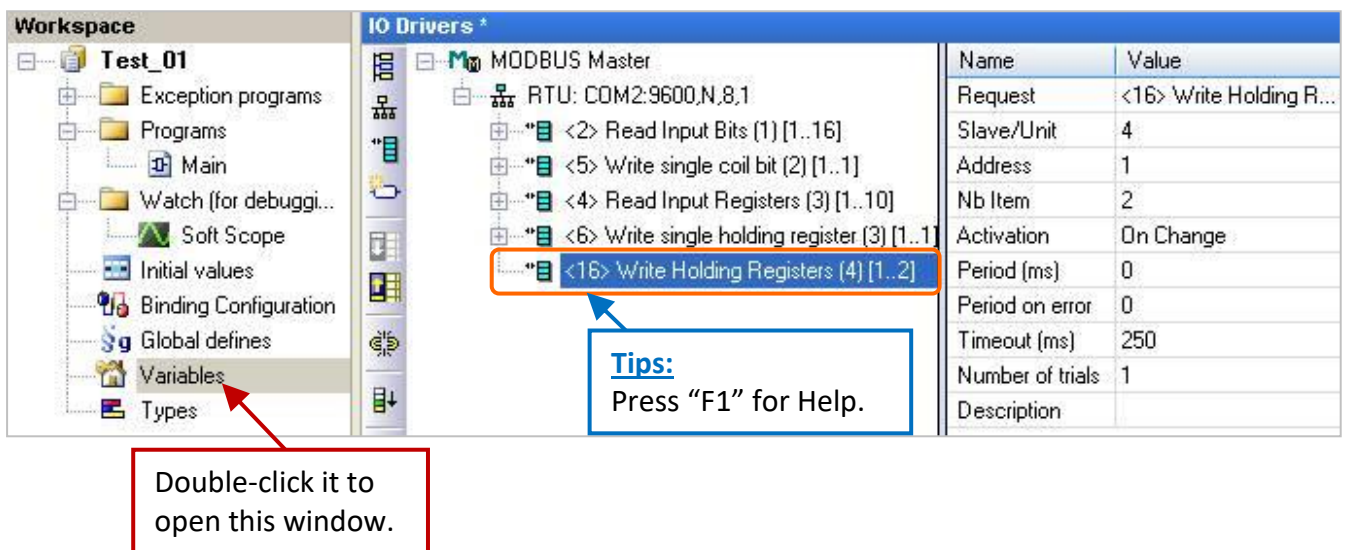 Workspace
Test_01
Exception programs
Programs
Main
Watch (for debuggi...
Soft Scope
Initial values
Binding Configuration
Global defines
Variables
Types
IO Drivers *
MODBUS Master
RTU: COM2:9600,N,8,1
<2> Read Input Bits (1) [1..16]
<5> Write single coil bit (2) [1..1]
<4> Read Input Registers (3) [1..10]
<6> Write single holding register (3) [1..1]
<16> Write Holding Registers (4) [1..2]
Name Value
Request <16> Write Holding R...
Slave/Unit 4
Address 1
Nb Item 2
Activation On Change
Period (ms) 0
Period on error 0
Timeout (ms) 250
Number of trials 1
Description
Tips:
Press “F1” for Help.
Double-click it to
open this window.